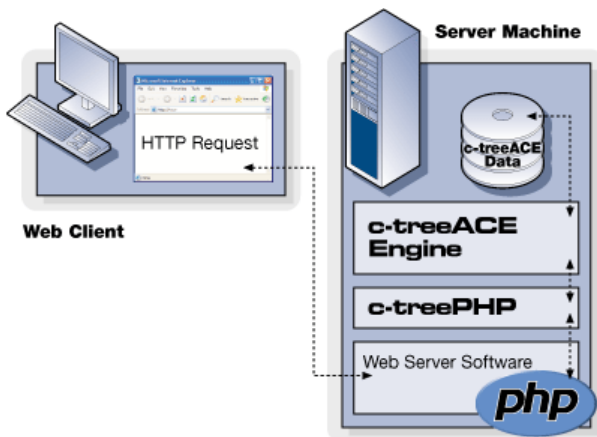 Server Machine
HTTP Request
c-treeACE
Data
Web Client
c-treeACE
Engine
c-treePHP
Web Server Software
php